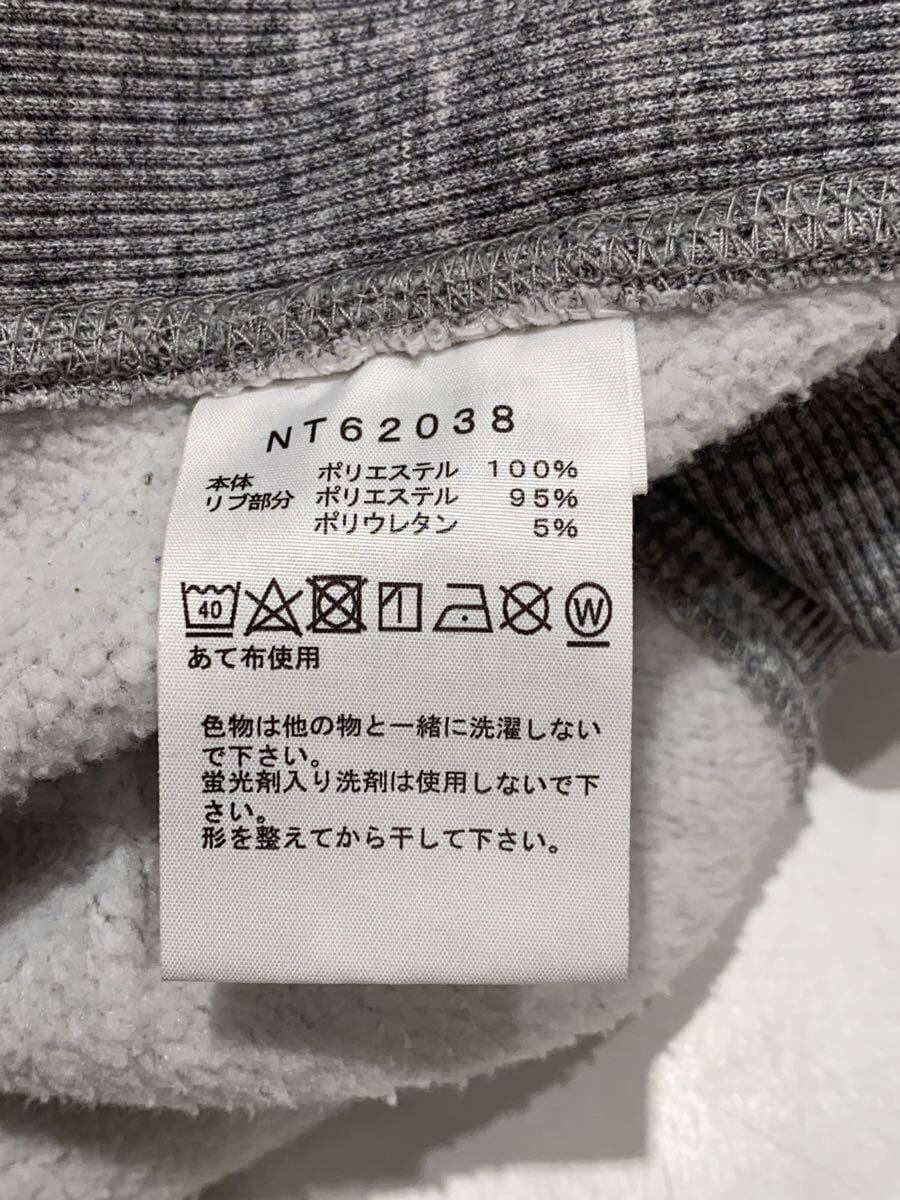 NT62038
本体 ポリエステル 100%
リブ部分 ポリエステル 95%
ポリウレタン 5%
40 W
あて布使用
色物は他の物と一緒に洗濯しない
で下さい。
蛍光剤入り洗剤は使用しないで下
さい。
形を整えてから干して下さい。